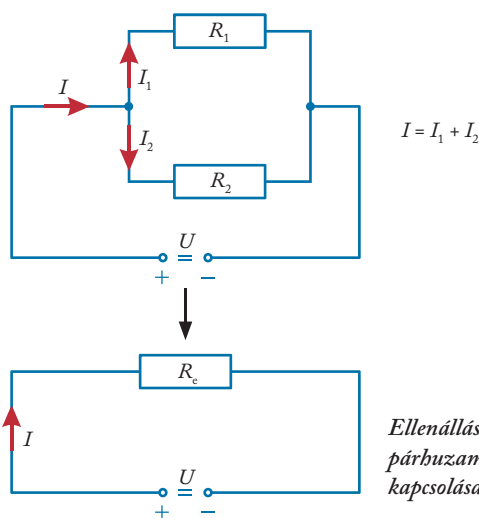 R₁
I
I₁
I = I₁ + I₂
I₂
R₂
U
+ = −
Rₑ
I
Ellenállás
párhuzam
kapcsolása
U
+ = −